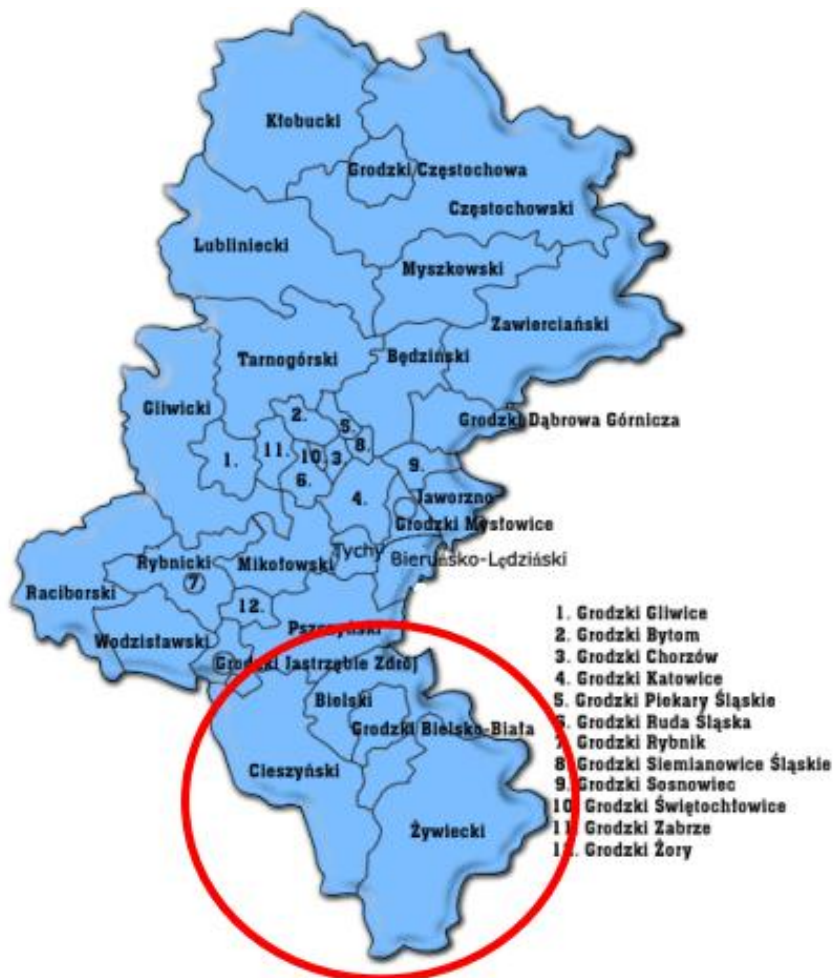 Kłobucki
Grodzki Częstochowa
Częstochowski
Lubliniecki
Myszkowski
Zawierciański
Tarnogórski
Będziński
Gliwicki
Grodzki Dąbrowa Górnicza
2.
5.
8.
1.
11.
10.
3.
9.
6.
4.
Jaworzno
Grodzki Mysłowice
Rybnicki
Mikołowski
Tychy
Bieruńsko-Lędziński
7
Raciborski
12.
Wodzisławski
Pszczyński
Grodzki Jastrzębie Zdrój
Bielski
Grodzki Bielsko-Biała
Cieszyński
Żywiecki
1. Grodzki Gliwice
2. Grodzki Bytom
3. Grodzki Chorzów
4. Grodzki Katowice
5. Grodzki Piekary Śląskie
6. Grodzki Ruda Śląska
7. Grodzki Rybnik
8. Grodzki Siemianowice Śląskie
9. Grodzki Sosnowiec
10. Grodzki Świętochłowice
11. Grodzki Zabrze
12. Grodzki Żory